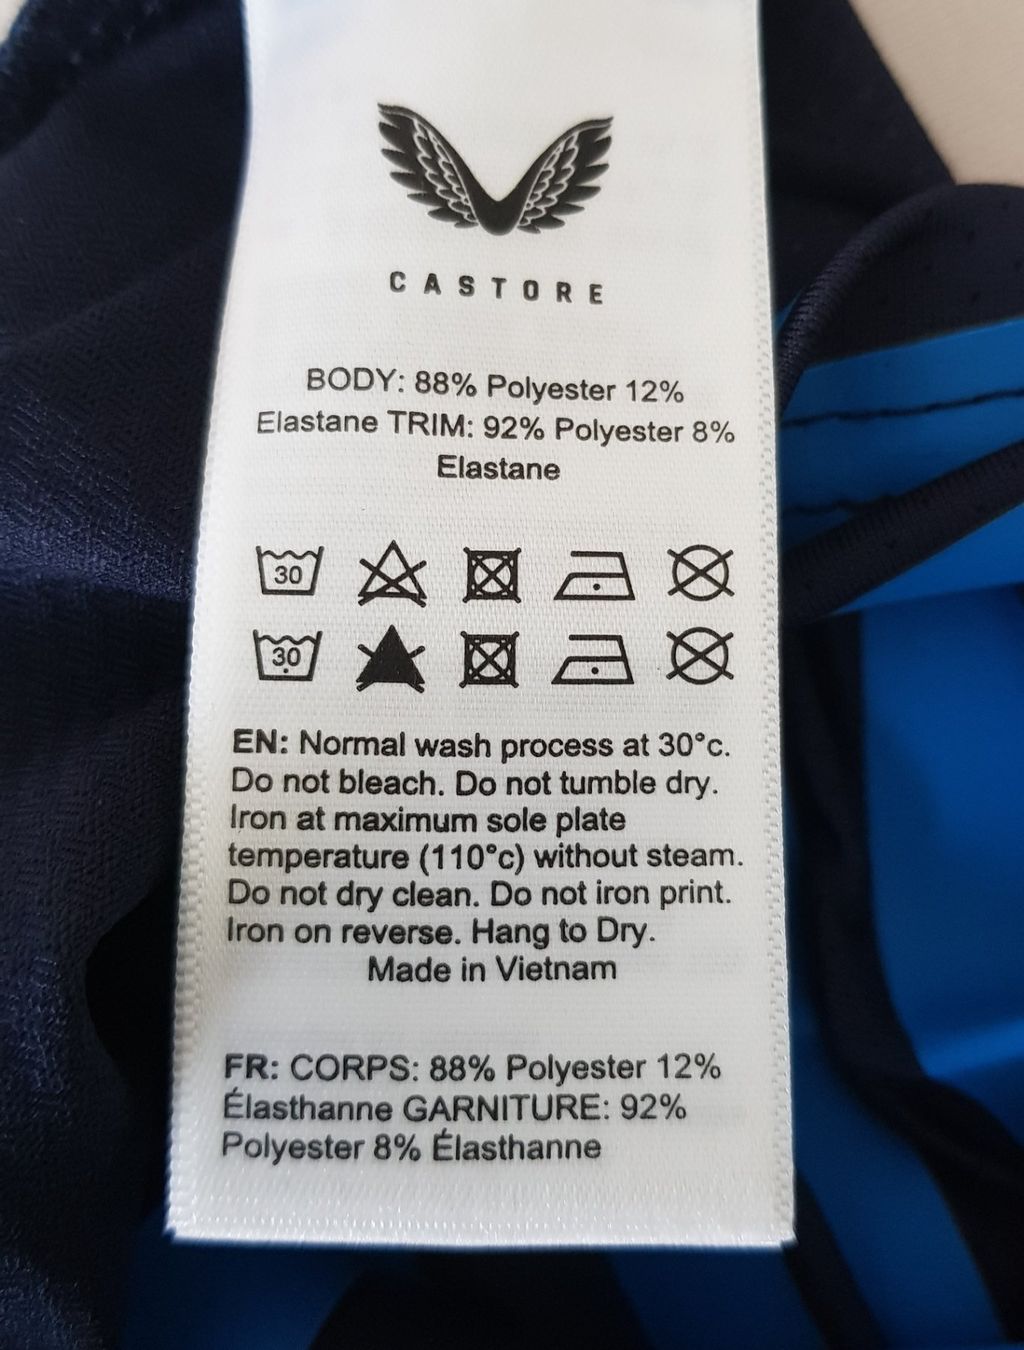 CASTORE
BODY: 88% Polyester 12%
Elastane TRIM: 92% Polyester 8%
Elastane
30
30
EN: Normal wash process at 30°c.
Do not bleach. Do not tumble dry.
Iron at maximum sole plate
temperature (110°c) without steam.
Do not dry clean. Do not iron print.
Iron on reverse. Hang to Dry.
Made in Vietnam
FR: CORPS: 88% Polyester 12%
Élasthanne GARNITURE: 92%
Polyester 8% Élasthanne